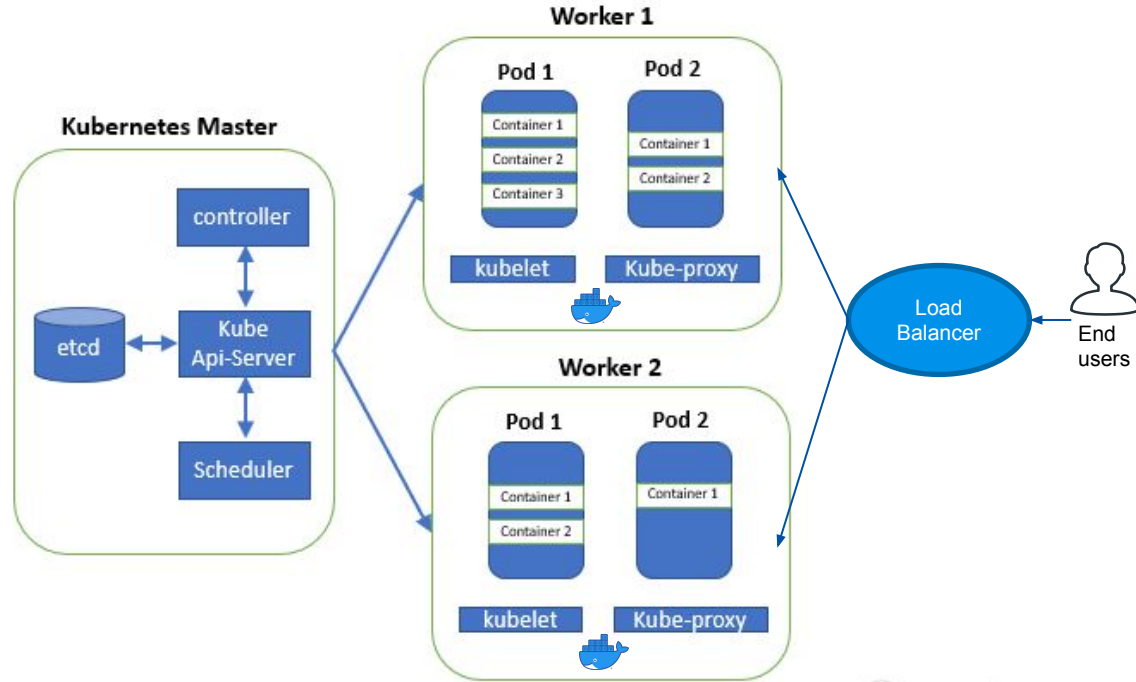 Kubernetes Master
controller
etcd
Kube
Api-Server
Scheduler
Worker 1
Pod 1
Container 1
Container 2
Container 3
Pod 2
Container 1
Container 2
kubelet
Kube-proxy
Worker 2
Pod 1
Container 1
Container 2
Pod 2
Container 1
kubelet
Kube-proxy
Load
Balancer
End
users